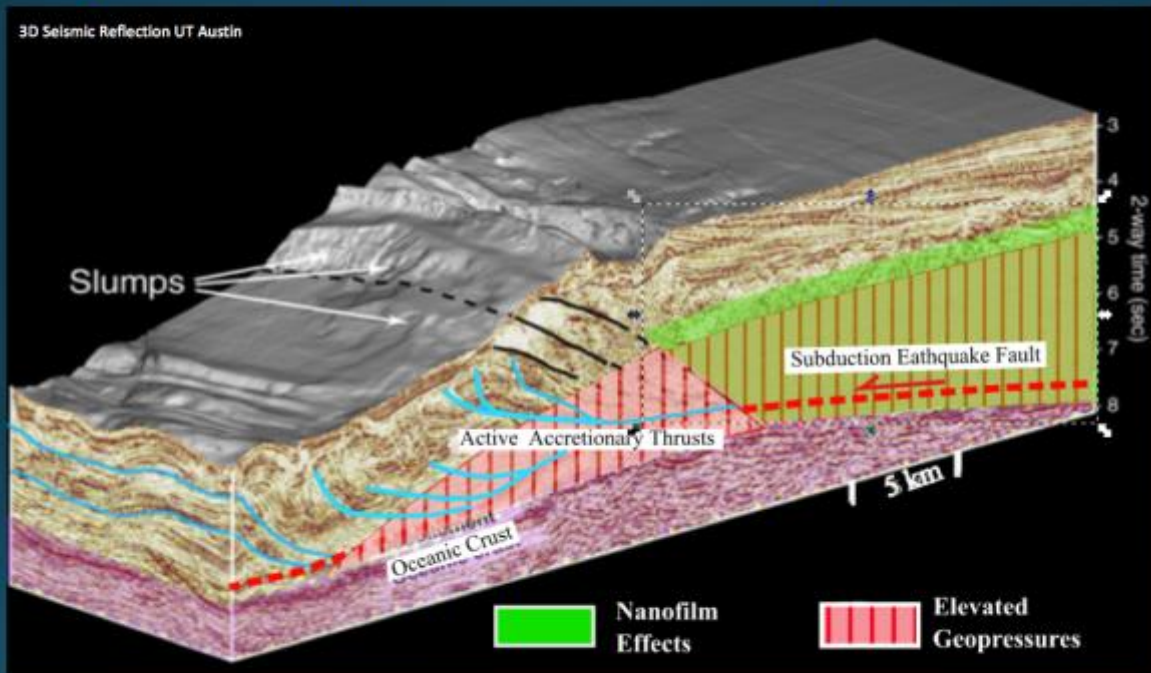 3D Seismic Reflection UT Austin
Slumps
3
4
5
6
7
8
2-way time (sec)
Subduction Eathquake Fault
Active Accretionary Thrusts
5 km
Oceanic Crust
Nanofilm
Effects
Elevated
Geopressures